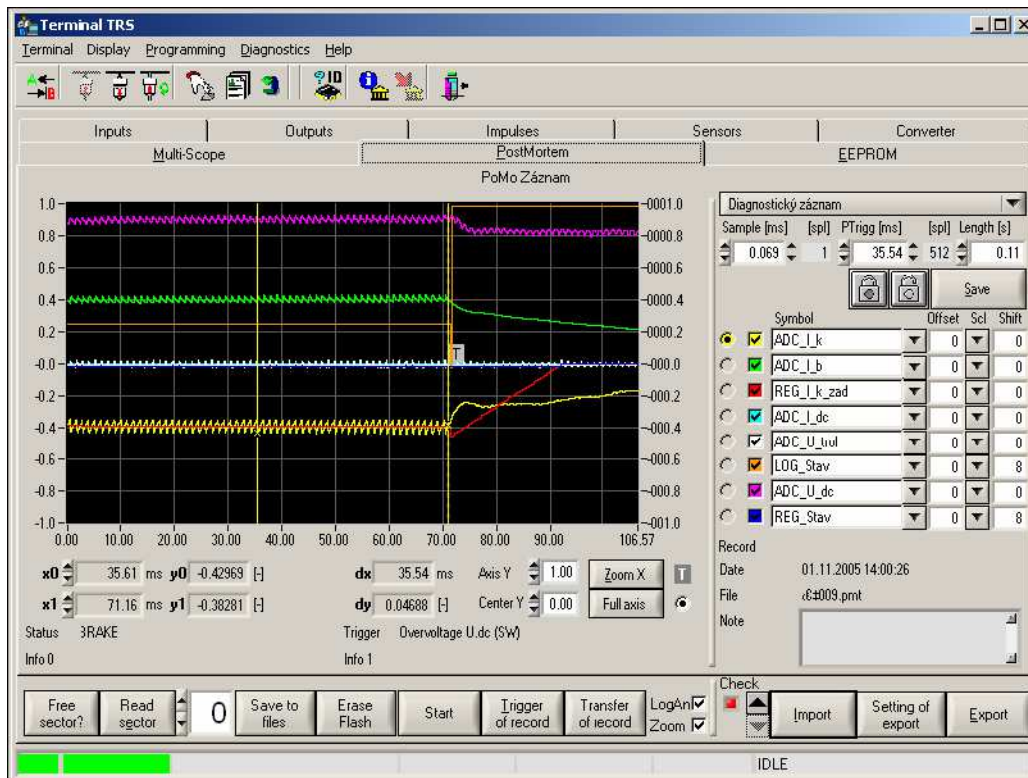 Terminal TRS
Terminal Display Programming Diagnostics Help
?ID
Inputs Outputs Impulses Sensors Converter
Multi-Scope PostMortem EEPROM
PoMo Záznam
1.0
0.8
0.6
0.4
0.2
-0.0
-0.2
-0.4
-0.6
-0.8
-1.0
T
-0001.0
-0000.8
-0000.6
-0000.4
-0000.2
-000.0
-000.2
-000.4
-000.6
-000.8
-001.0
0.00 10.00 20.00 30.00 40.00 50.00 60.00 70.00 80.00 90.00 106.57
x0 35.61 ms y0 -0.42969 [-] dx 35.54 ms Axis Y 1.00 Zoom X T
x1 71.16 ms y1 -0.38281 [-] dy 0.04688 [-] Center Y 0.00 Full axis
Status BRAKE Trigger Overvoltage U.dc (SW)
Info 0 Info 1
Diagnostický záznam
Sample [ms] [spl] PTrigg [ms] [spl] Length [s]
0.069 1 35.54 512 0.11
Save
Symbol Offset Scl Shift
ADC_I_k 0 0
ADC_I_b 0 0
REG_I_k_zad 0 0
ADC_I_dc 0 0
0 0
LOG_Stav 0 8
ADC_U_dc 0 0
REG_Stav 0 8
Record
Date 01.11.2005 14:00:26
File
Note
Free sector? Read sector 0 Save to files Erase Flash Start Trigger of record Transfer of record LogAn Zoom
Check
Import Setting of export Export
IDLE